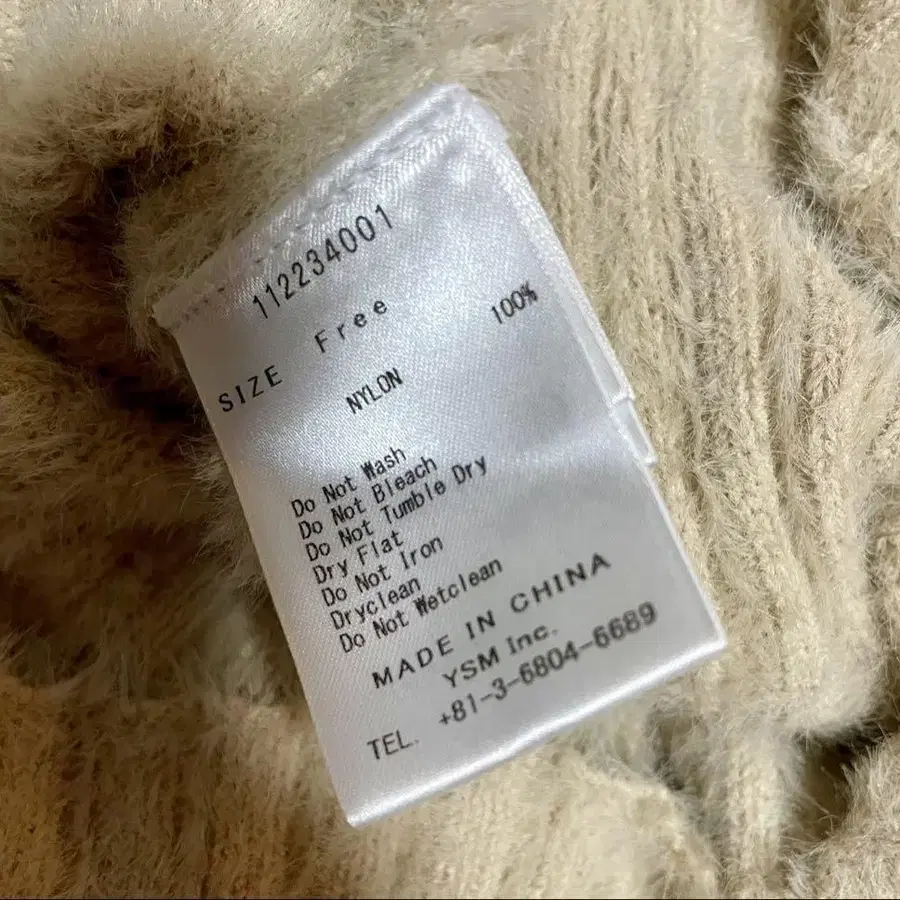 112234001
SIZE Free
NYLON 100%
Do Not Wash
Do Not Bleach
Do Not Tumble Dry
Dry Flat
Do Not Iron
Dryclean
Do Not Wetclean
MADE IN CHINA
YSM Inc.
TEL. +81-3-6804-6689